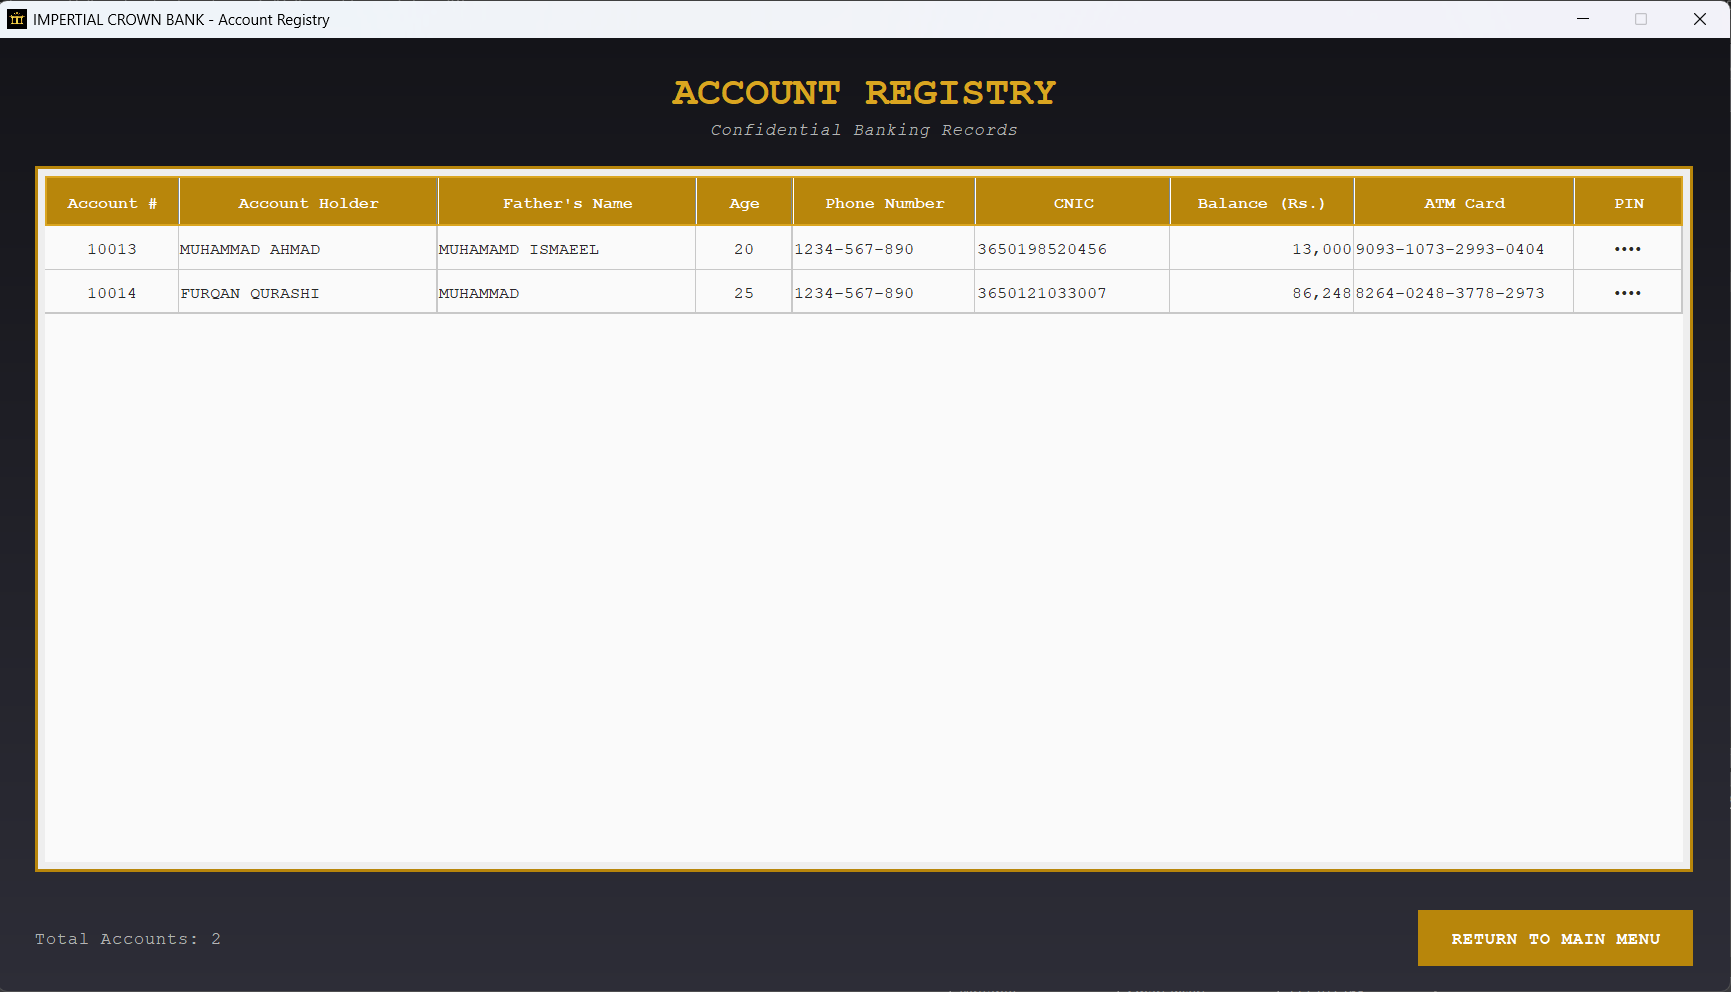 IMPERTIAL CROWN BANK - Account Registry
ACCOUNT REGISTRY
Confidential Banking Records
Account # Account Holder Father's Name Age Phone Number CNIC Balance (Rs.) ATM Card PIN
10013 MUHAMMAD AHMAD MUHAMAMD ISMAEEL 20 1234-567-890 3650198520456 13,000 9093-1073-2993-0404 ••••
10014 FURQAN QURASHI MUHAMMAD 25 1234-567-890 3650121033007 86,248 8264-0248-3778-2973 ••••
Total Accounts: 2
RETURN TO MAIN MENU